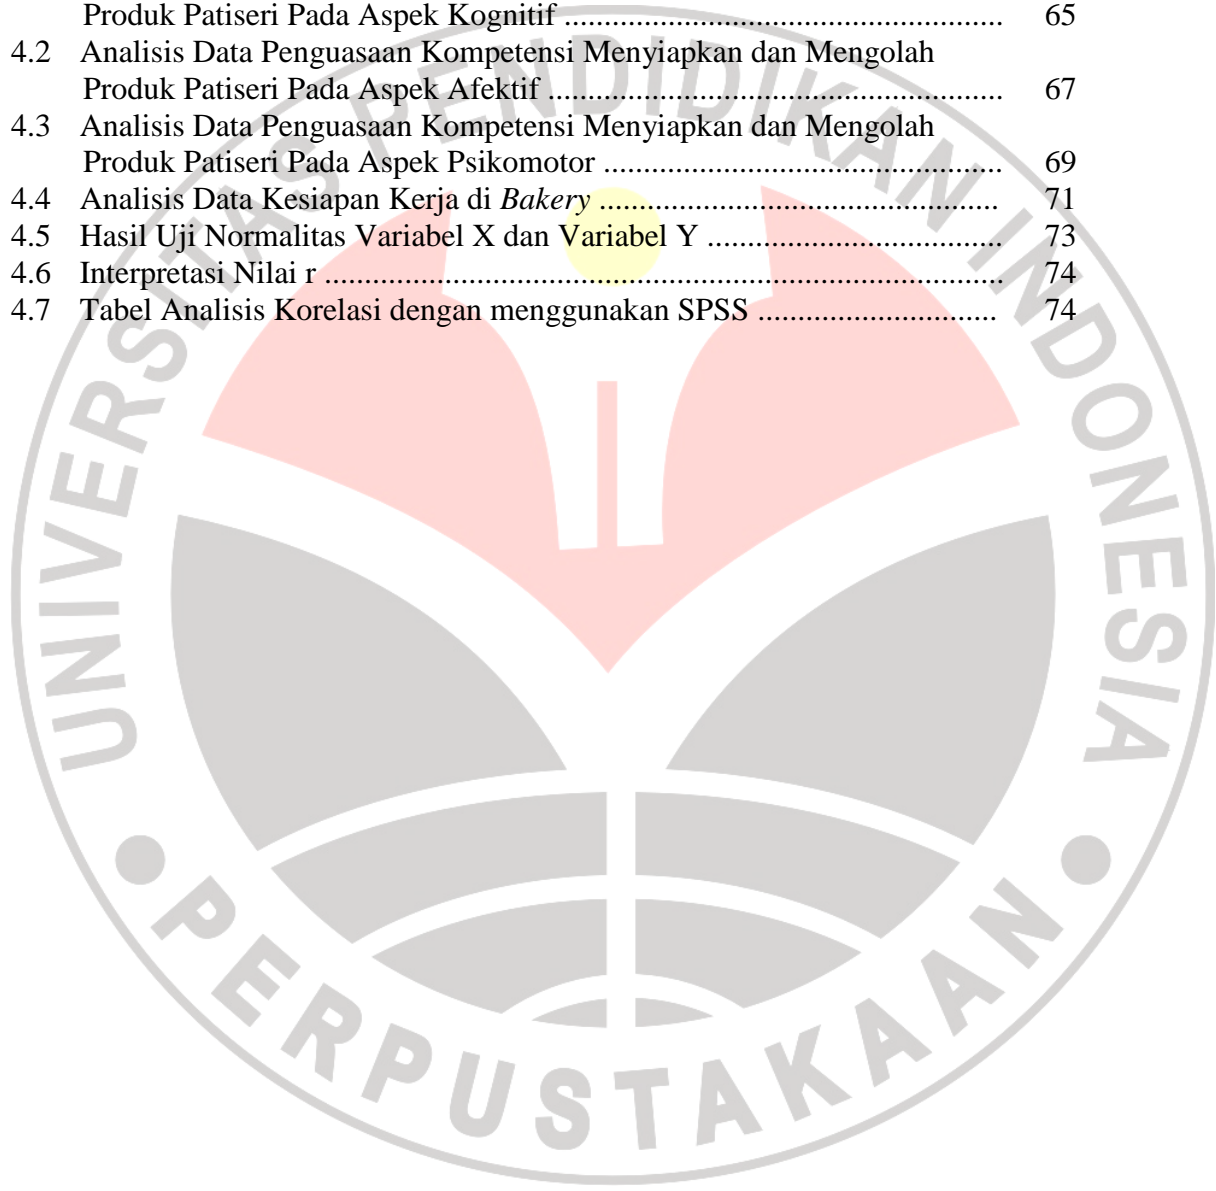 Produk Patiseri Pada Aspek Kognitif ........................................................ 65
4.2 Analisis Data Penguasaan Kompetensi Menyiapkan dan Mengolah
Produk Patiseri Pada Aspek Afektif ......................................................... 67
4.3 Analisis Data Penguasaan Kompetensi Menyiapkan dan Mengolah
Produk Patiseri Pada Aspek Psikomotor .................................................. 69
4.4 Analisis Data Kesiapan Kerja di Bakery .................................................. 71
4.5 Hasil Uji Normalitas Variabel X dan Variabel Y ..................................... 73
4.6 Interpretasi Nilai r ..................................................................................... 74
4.7 Tabel Analisis Korelasi dengan menggunakan SPSS .............................. 74
UNIVERSITAS PENDIDIKAN INDONESIA
PERPUSTAKAAN